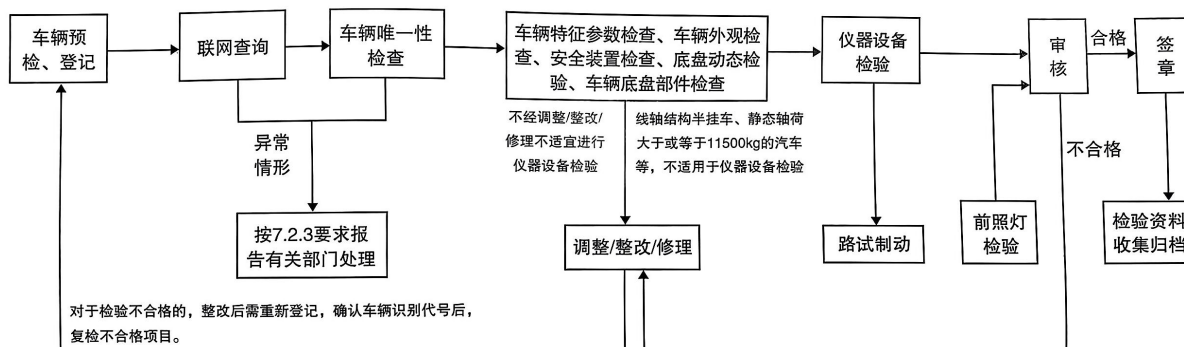 车辆预
检、登记
联网查询
车辆唯一性
检查
车辆特征参数检查、车辆外观检
查、安全装置检查、底盘动态检
验、车辆底盘部件检查
仪器设备
检验
审
核
合格
签
章
异常
情形
不经调整/整改/
修理不适宜进行
仪器设备检验
线轴结构半挂车、静态轴荷
大于或等于11500kg的汽车
等，不适用于仪器设备检验
不合格
按7.2.3要求报
告有关部门处理
调整/整改/修理
路试制动
前照灯
检验
检验资料
收集归档
对于检验不合格的，整改后需重新登记，确认车辆识别代号后，
复检不合格项目。